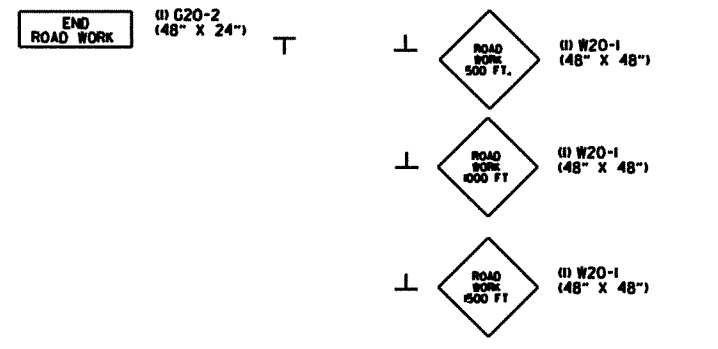 END
ROAD WORK
(1) G20-2
(48" X 24")
ROAD
WORK
500 FT.
(1) W20-1
(48" X 48")
ROAD
WORK
1000 FT
(1) W20-1
(48" X 48")
ROAD
WORK
1500 FT
(1) W20-1
(48" X 48")